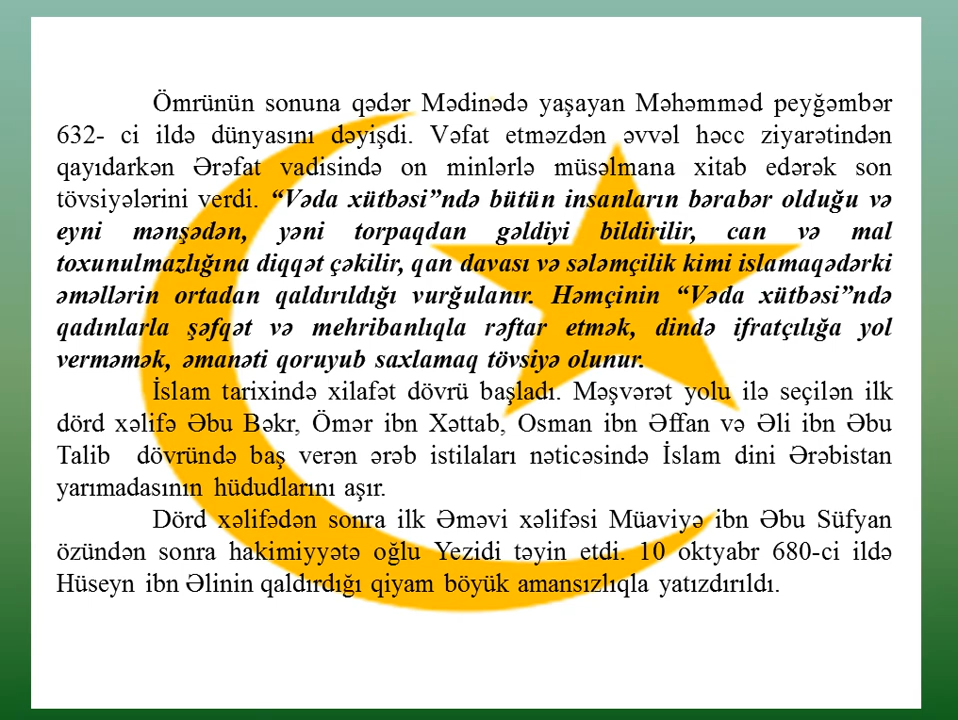 Ömrünün sonuna qədər Mədinədə yaşayan Məhəmməd peyğəmbər
632- ci ildə dünyasını dəyişdi. Vəfat etməzdən əvvəl həcc ziyarətindən
qayıdarkən Ərəfat vadisində on minlərlə müsəlmana xitab edərək son
tövsiyələrini verdi. “Vəda xütbəsi”ndə bütün insanların bərabər olduğu və
eyni mənşədən, yəni torpaqdan gəldiyi bildirilir, can və mal
toxunulmazlığına diqqət çəkilir, qan davası və sələmçilik kimi islamaqədərki
əməllərin ortadan qaldırıldığı vurğulanır. Həmçinin “Vəda xütbəsi”ndə
qadınlarla şəfqət və mehribanlıqla rəftar etmək, dində ifratçılığa yol
verməmək, əmanəti qoruyub saxlamaq tövsiyə olunur.
İslam tarixində xilafət dövrü başladı. Məşvərət yolu ilə seçilən ilk
dörd xəlifə Əbu Bəkr, Ömər ibn Xəttab, Osman ibn Əffan və Əli ibn Əbu
Talib dövründə baş verən ərəb istilaları nəticəsində İslam dini Ərəbistan
yarımadasının hüdudlarını aşır.
Dörd xəlifədən sonra ilk Əməvi xəlifəsi Müaviyə ibn Əbu Süfyan
özündən sonra hakimiyyətə oğlu Yezidi təyin etdi. 10 oktyabr 680-ci ildə
Hüseyn ibn Əlinin qaldırdığı qiyam böyük amansızlıqla yatızdırıldı.